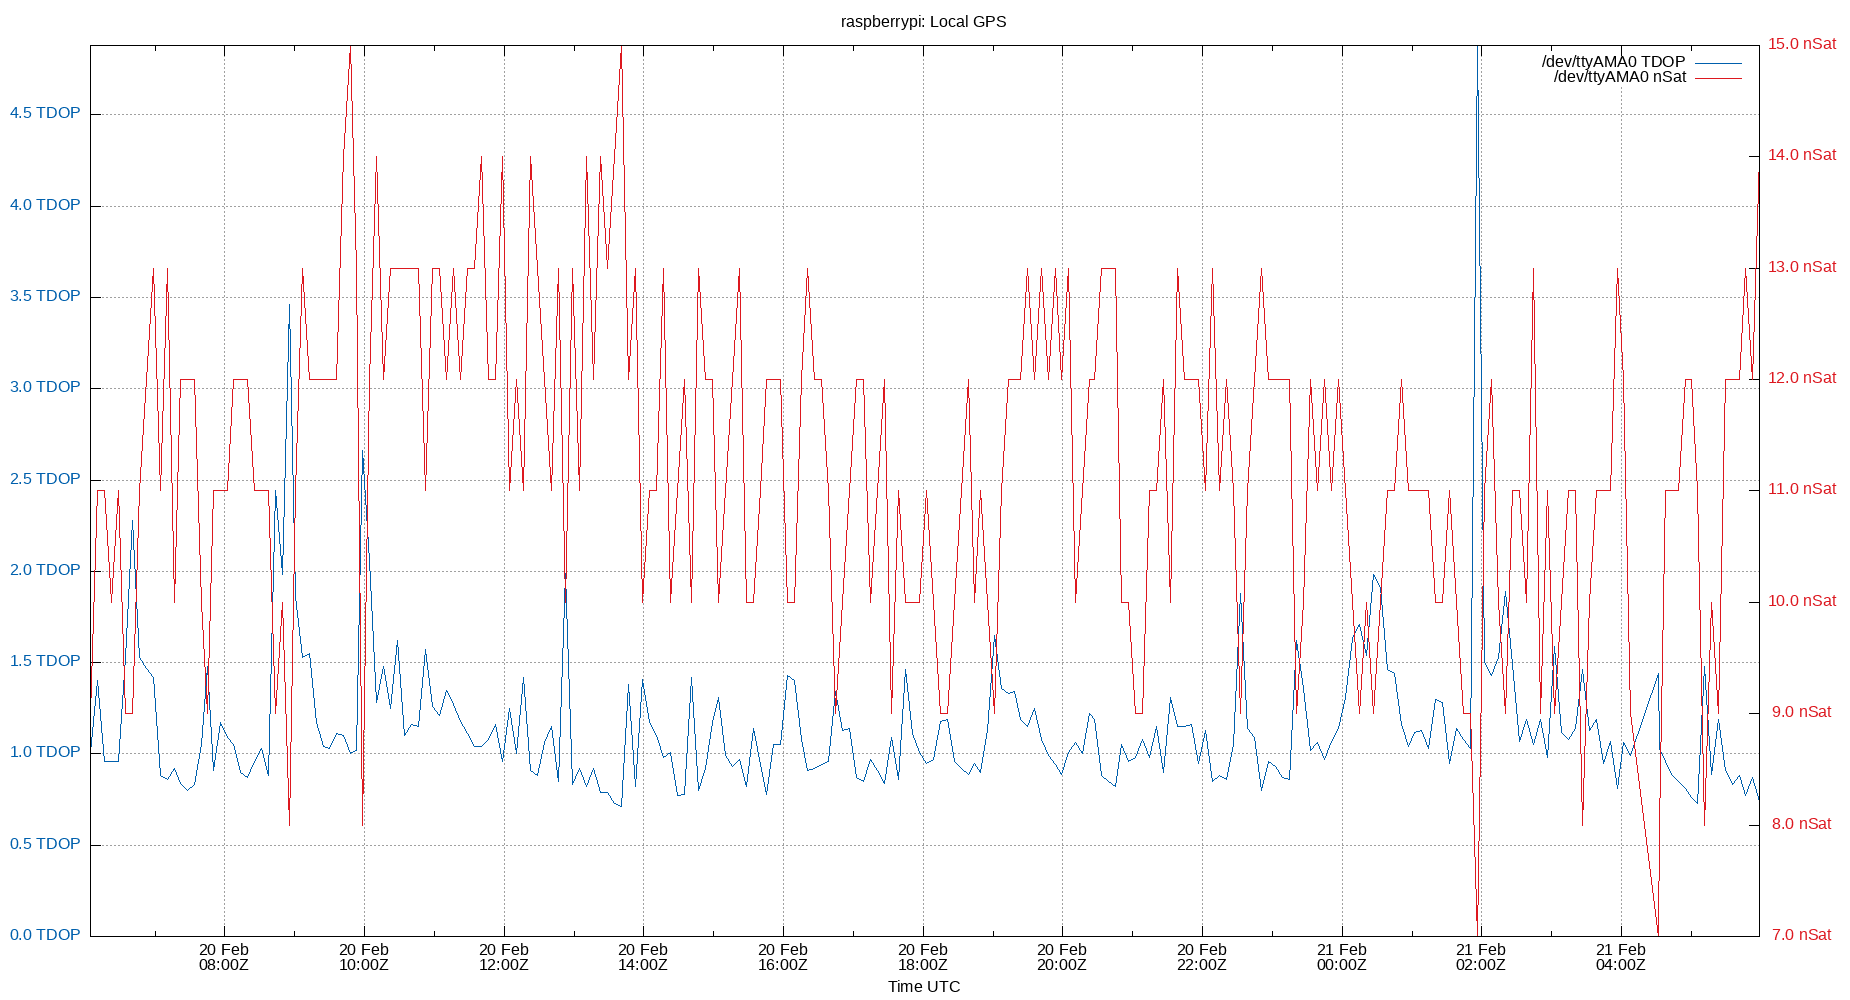 raspberrypi: Local GPS
/dev/ttyAMA0 TDOP
/dev/ttyAMA0 nSat
4.5 TDOP
4.0 TDOP
3.5 TDOP
3.0 TDOP
2.5 TDOP
2.0 TDOP
1.5 TDOP
1.0 TDOP
0.5 TDOP
0.0 TDOP
15.0 nSat
14.0 nSat
13.0 nSat
12.0 nSat
11.0 nSat
10.0 nSat
9.0 nSat
8.0 nSat
7.0 nSat
20 Feb
08:00Z
20 Feb
10:00Z
20 Feb
12:00Z
20 Feb
14:00Z
20 Feb
16:00Z
20 Feb
18:00Z
20 Feb
20:00Z
20 Feb
22:00Z
21 Feb
00:00Z
21 Feb
02:00Z
21 Feb
04:00Z
Time UTC